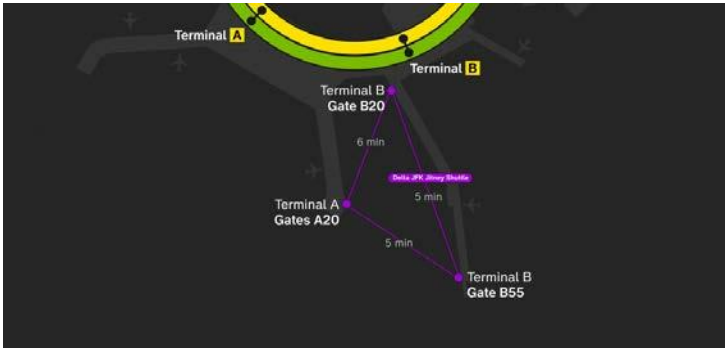 Terminal A
Terminal B
Terminal B
Gate B20
6 min
Delta JFK Jitney Shuttle
5 min
Terminal A
Gates A20
5 min
Terminal B
Gate B55